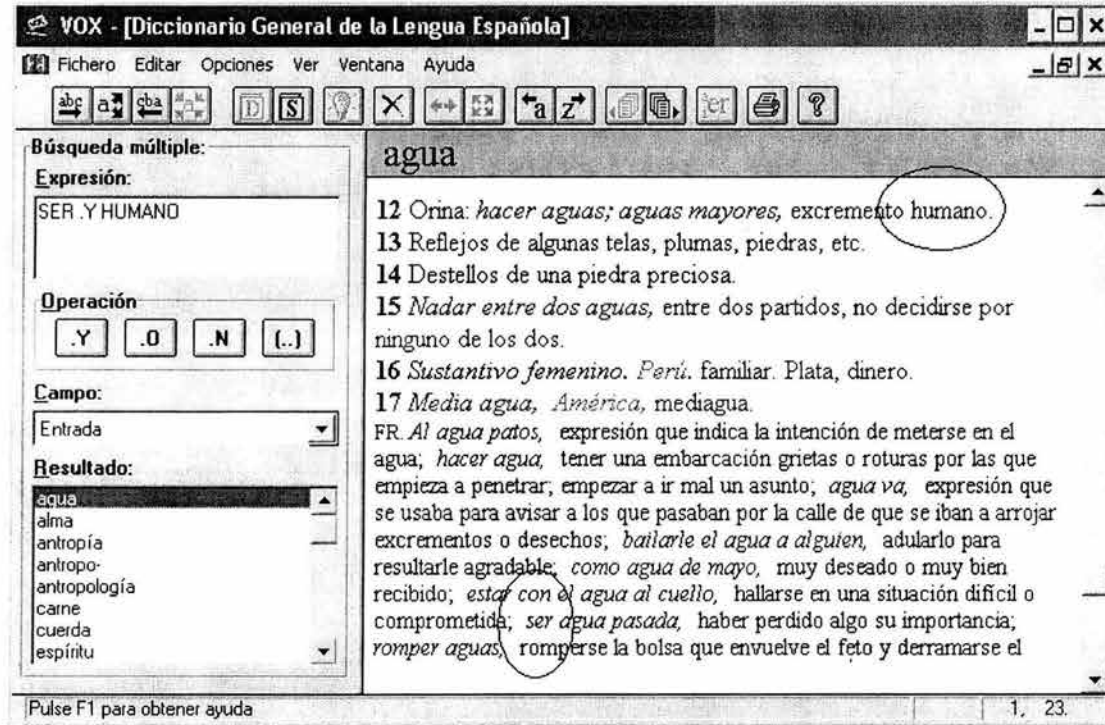 VOX - [Diccionario General de la Lengua Española]
Fichero Editar Opciones Ver Ventana Ayuda
Búsqueda múltiple:
Expresión:
SER .Y HUMANO
Operación
.Y .O .N (..)
Campo:
Entrada
Resultado:
agua
alma
antropía
antropo-
antropología
carne
cuerda
espíritu
agua
12 Orina: hacer aguas; aguas mayores, excremento humano.
13 Reflejos de algunas telas, plumas, piedras, etc.
14 Destellos de una piedra preciosa.
15 Nadar entre dos aguas, entre dos partidos, no decidirse por
ninguno de los dos.
16 Sustantivo femenino. Perú. familiar. Plata, dinero.
17 Media agua, América, mediagua.
FR. Al agua patos, expresión que indica la intención de meterse en el
agua; hacer agua, tener una embarcación grietas o roturas por las que
empieza a penetrar; empezar a ir mal un asunto; agua va, expresión que
se usaba para avisar a los que pasaban por la calle de que se iban a arrojar
excrementos o desechos; bailarle el agua a alguien, adularlo para
resultarle agradable; como agua de mayo, muy deseado o muy bien
recibido; estar con el agua al cuello, hallarse en una situación difícil o
comprometida; ser agua pasada, haber perdido algo su importancia;
romper aguas, romperse la bolsa que envuelve el feto y derramarse el
Pulse F1 para obtener ayuda
1, 23.